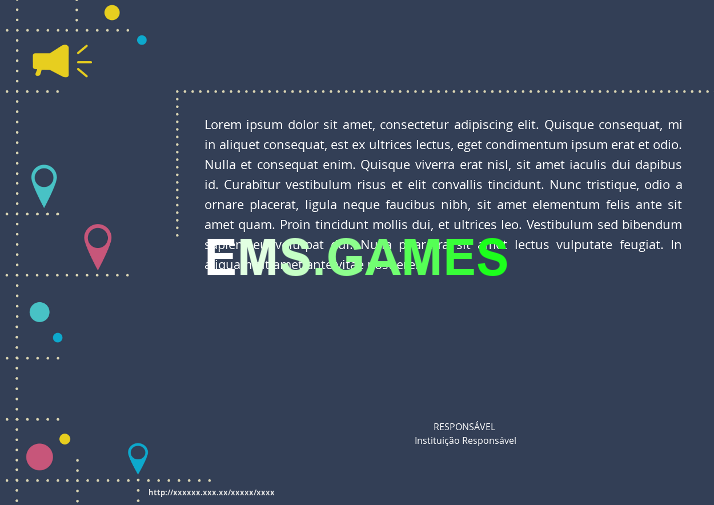 Lorem ipsum dolor sit amet, consectetur adipiscing elit. Quisque consequat, mi
in aliquet consequat, est ex ultrices lectus, eget condimentum ipsum erat et odio.
Nulla et consequat enim. Quisque viverra erat nisl, sit amet iaculis dui dapibus
id. Curabitur vestibulum risus et elit convallis tincidunt. Nunc tristique, odio a
ornare placerat, ligula neque faucibus nibh, sit amet elementum felis ante sit
amet quam. Proin tincidunt mollis dui, et ultrices leo. Vestibulum sed bibendum
lectus vulputate feugiat. In
EMS.GAMES
RESPONSÁVEL
Instituição Responsável
http://xxxxxx.xxx.xx/xxxxx/xxxx